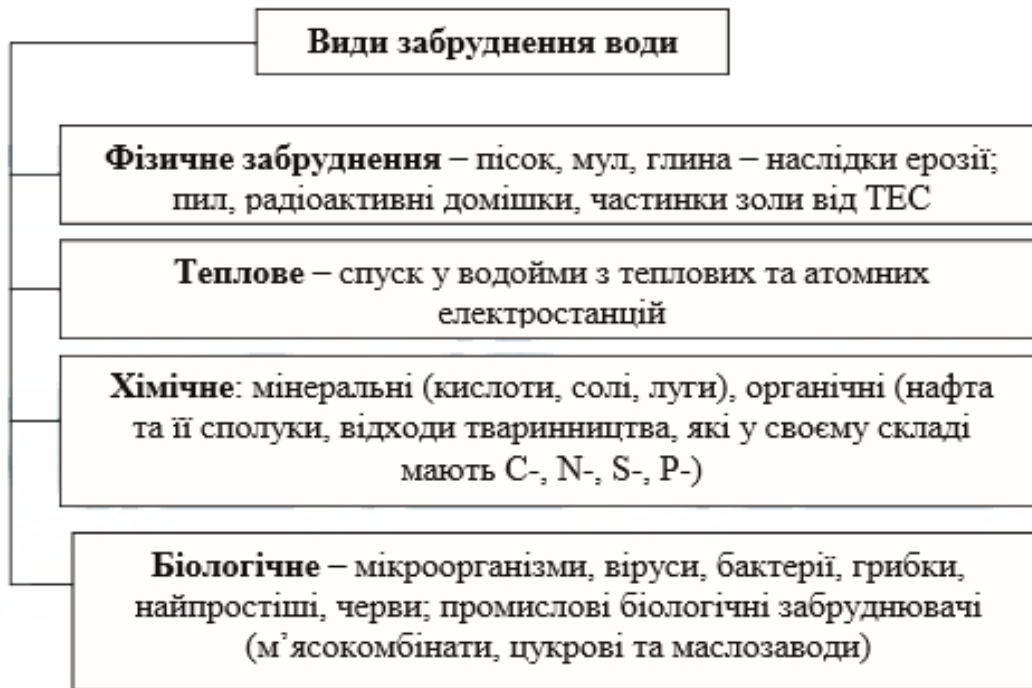 Види забруднення води
Фізичне забруднення – пісок, мул, глина – наслідки ерозії;
пил, радіоактивні домішки, частинки золи від ТЕС
Теплове – спуск у водойми з теплових та атомних
електростанцій
Хімічне: мінеральні (кислоти, солі, луги), органічні (нафта
та її сполуки, відходи тваринництва, які у своєму складі
мають C-, N-, S-, P-)
Біологічне – мікроорганізми, віруси, бактерії, грибки,
найпростіші, черви; промислові біологічні забруднювачі
(м’ясокомбінати, цукрові та маслозаводи)